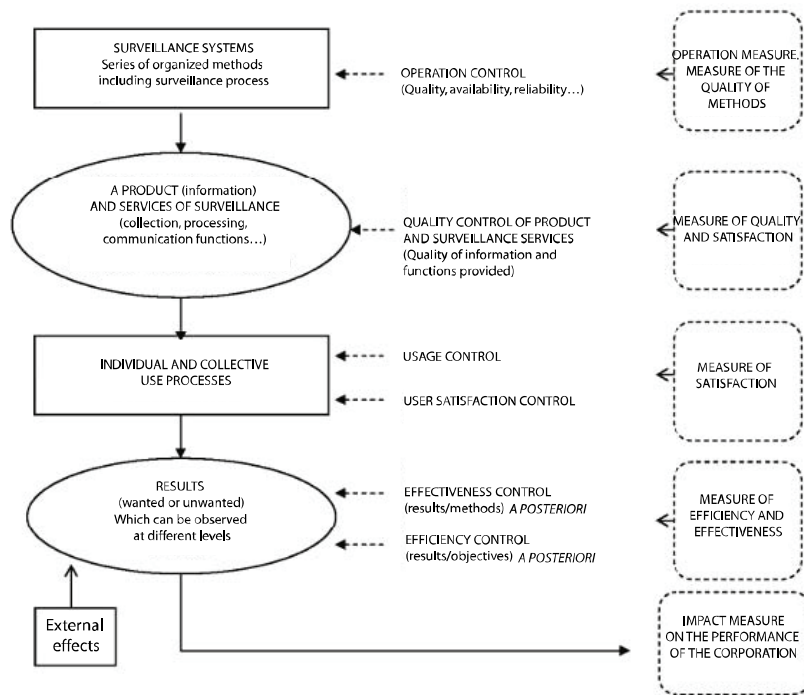 SURVEILLANCE SYSTEMS
Series of organized methods
including surveillance process
OPERATION CONTROL
(Quality, availability, reliability…)
OPERATION MEASURE,
MEASURE OF THE
QUALITY OF
METHODS
A PRODUCT (information)
AND SERVICES OF SURVEILLANCE
(collection, processing,
communication functions…)
QUALITY CONTROL OF PRODUCT
AND SURVEILLANCE SERVICES
(Quality of information and
functions provided)
MEASURE OF QUALITY
AND SATISFACTION
INDIVIDUAL AND COLLECTIVE
USE PROCESSES
USAGE CONTROL
USER SATISFACTION CONTROL
MEASURE OF
SATISFACTION
RESULTS
(wanted or unwanted)
Which can be observed
at different levels
EFFECTIVENESS CONTROL
(results/methods) A POSTERIORI
EFFICIENCY CONTROL
(results/objectives) A POSTERIORI
MEASURE OF
EFFICIENCY AND
EFFECTIVENESS
External
effects
IMPACT MEASURE
ON THE PERFORMANCE
OF THE CORPORATION